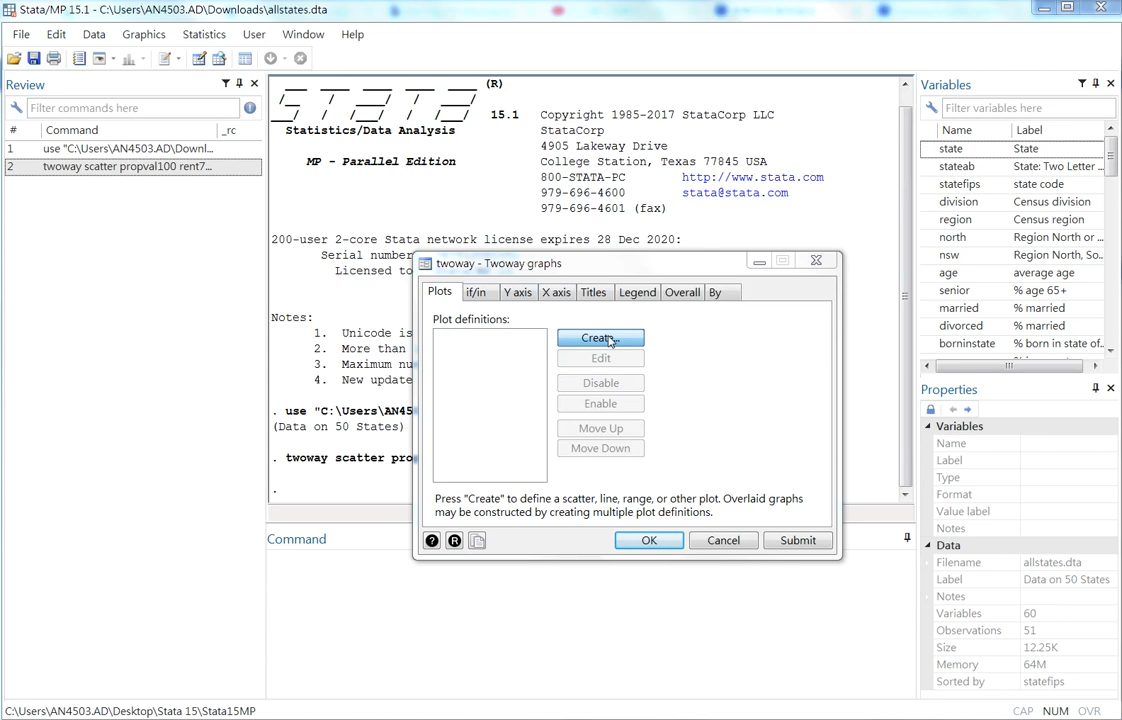 Stata/MP 15.1 - C:\Users\AN4503.AD\Downloads\allstates.dta
File Edit Data Graphics Statistics User Window Help
Review
Filter commands here
# Command _rc
1 use "C:\Users\AN4503.AD\Downl...
2 twoway scatter propval100 rent7...
(R)
15.1 Copyright 1985-2017 StataCorp LLC
Statistics/Data Analysis StataCorp
4905 Lakeway Drive
MP - Parallel Edition College Station, Texas 77845 USA
800-STATA-PC http://www.stata.com
979-696-4600 stata@stata.com
979-696-4601 (fax)
200-user 2-core Stata network license expires 28 Dec 2020:
Serial number
Licensed to
Notes:
1. Unicode is
2. More than
3. Maximum nu
4. New update
. use "C:\Users\AN45
(Data on 50 States)
. twoway scatter pro
.
twoway - Twoway graphs
Plots if/in Y axis X axis Titles Legend Overall By
Plot definitions:
Create...
Edit
Disable
Enable
Move Up
Move Down
Press "Create" to define a scatter, line, range, or other plot. Overlaid graphs
may be constructed by creating multiple plot definitions.
OK Cancel Submit
Command
Variables
Filter variables here
Name Label
state State
stateab State: Two Letter ...
statefips state code
division Census division
region Census region
north Region North or ...
nsw Region North, So...
age average age
senior % age 65+
married % married
divorced % married
borninstate % born in state of...
Properties
Variables
Name
Label
Type
Format
Value label
Notes
Data
Filename allstates.dta
Label Data on 50 States
Notes
Variables 60
Observations 51
Size 12.25K
Memory 64M
Sorted by statefips
C:\Users\AN4503.AD\Desktop\Stata 15\Stata15MP
CAP NUM OVR